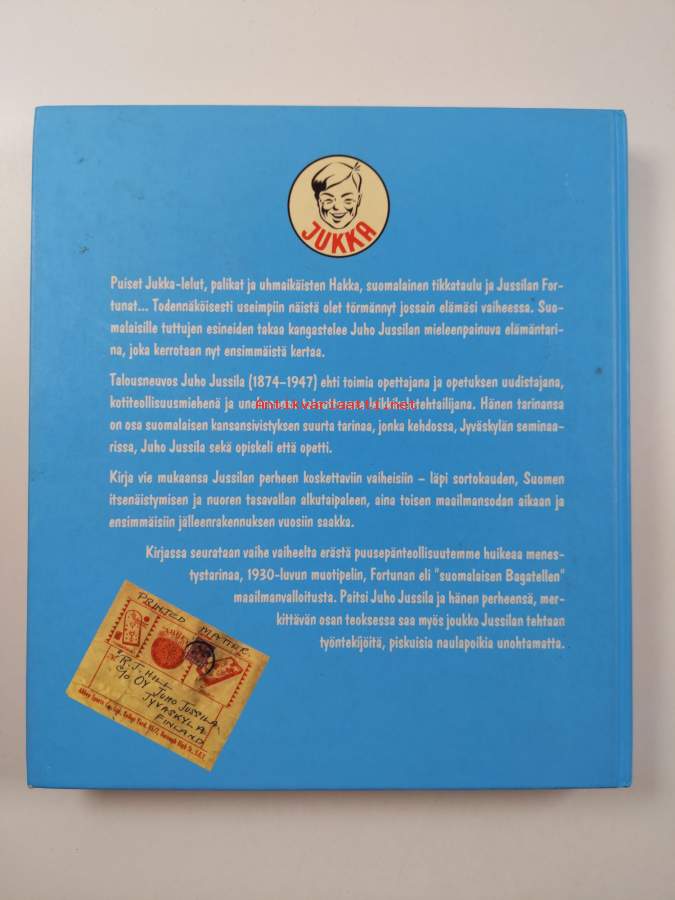 JUKKA
Puiset Jukka-lelut, palikat ja uhmaikäisten Hakka, suomalainen tikkataulu ja Jussilan For-
tunat... Todennäköisesti useimpiin näistä olet törmännyt jossain elämäsi vaiheessa. Suo-
malaisille tuttujen esineiden takaa kangastelee Juho Jussilan mieleenpainuva elämäntari-
na, joka kerrotaan nyt ensimmäistä kertaa.
Talousneuvos Juho Jussila (1874–1947) ehti toimia opettajana ja opetuksen uudistajana,
kotiteollisuusmiehenä ja
Antikvariaatti.net
tehtailijana. Hänen tarinansa
on osa suomalaisen kansansivistyksen suurta tarinaa, jonka kehdossa, Jyväskylän seminaa-
rissa, Juho Jussila sekä opiskeli että opetti.
Kirja vie mukaansa Jussilan perheen koskettaviin vaiheisiin – läpi sortokauden, Suomen
itsenäistymisen ja nuoren tasavallan alkutaipaleen, aina toisen maailmansodan aikaan ja
ensimmäisiin jälleenrakennuksen vuosiin saakka.
Kirjassa seurataan vaihe vaiheelta erästä puusepänteollisuutemme huikeaa menes-
tystarinaa, 1930-luvun muotipelin, Fortunan eli "suomalaisen Bagatellen"
maailmanvalloitusta. Paitsi Juho Jussila ja hänen perheensä, mer-
kittävän osan teoksessa saa myös joukko Jussilan tehtaan
työntekijöitä, piskuisia naulapoikia unohtamatta.
PRINTED MATTER.
R. J. HILL
c/o OY JUHO JUSSILA
JYVASKYLA
FINLAND